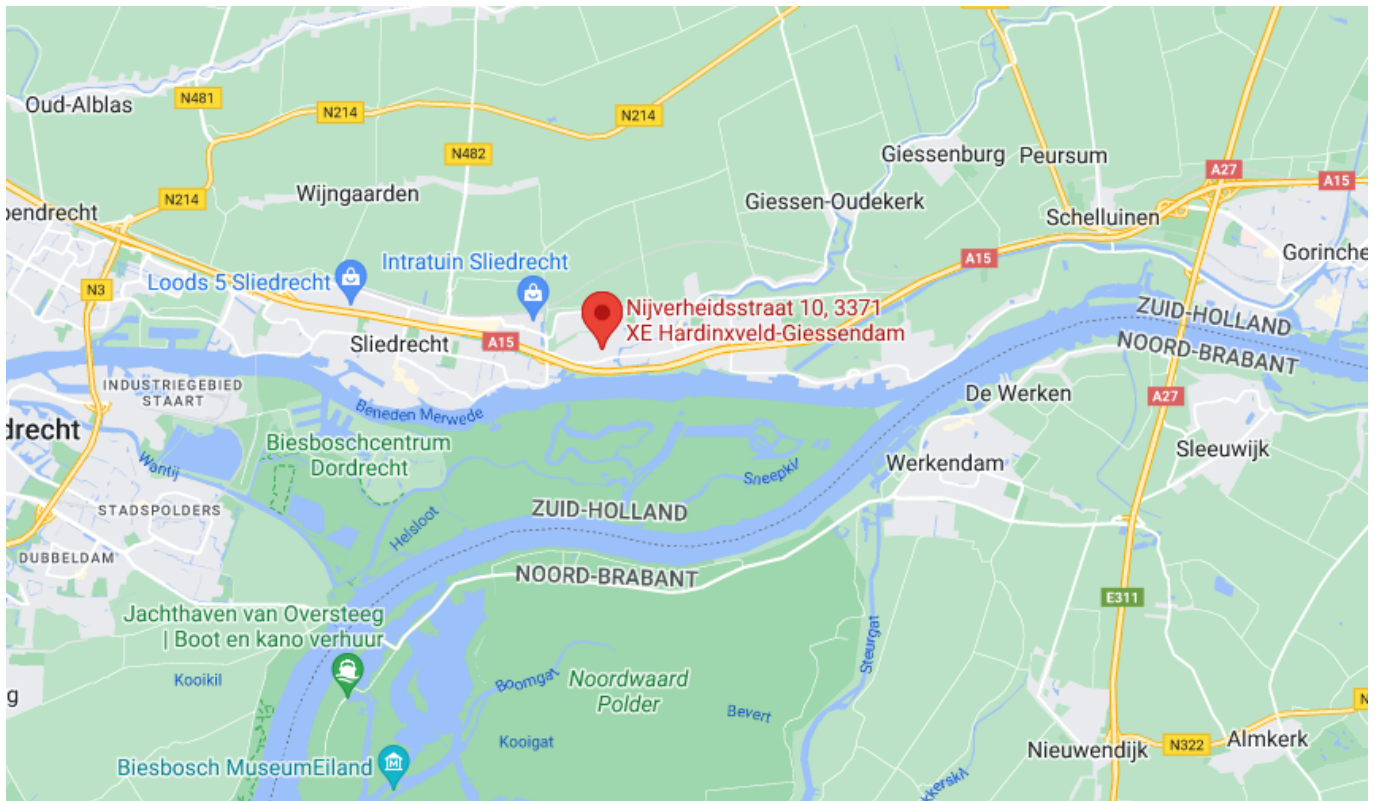 Oud-Alblas
N481
N214
N214
N482
Giessenburg
Peursum
A27
A15
Wijngaarden
N214
Giessen-Oudekerk
pendrecht
Schelluinen
Gorinche
Intratuin Sliedrecht
A15
Loods 5 Sliedrecht
N3
Nijverheidsstraat 10, 3371
XE Hardinxveld-Giessendam
ZUID-HOLLAND
NOORD-BRABANT
Sliedrecht
A15
INDUSTRIEGEBIED
STAART
Beneden Merwede
De Werken
A27
drecht
Biesboschcentrum
Dordrecht
Wantij
Sneepkil
Werkendam
Sleeuwijk
STADSPOLDERS
ZUID-HOLLAND
Helsloot
DUBBELDAM
NOORD-BRABANT
E311
Jachthaven van Oversteeg
| Boot en kano verhuur
Steurgat
Kooikil
Boomgat
Noordwaard
Polder
g
Bevert
N
Kooigat
Nieuwendijk
N322
Almkerk
Biesbosch MuseumEiland
kkerskil